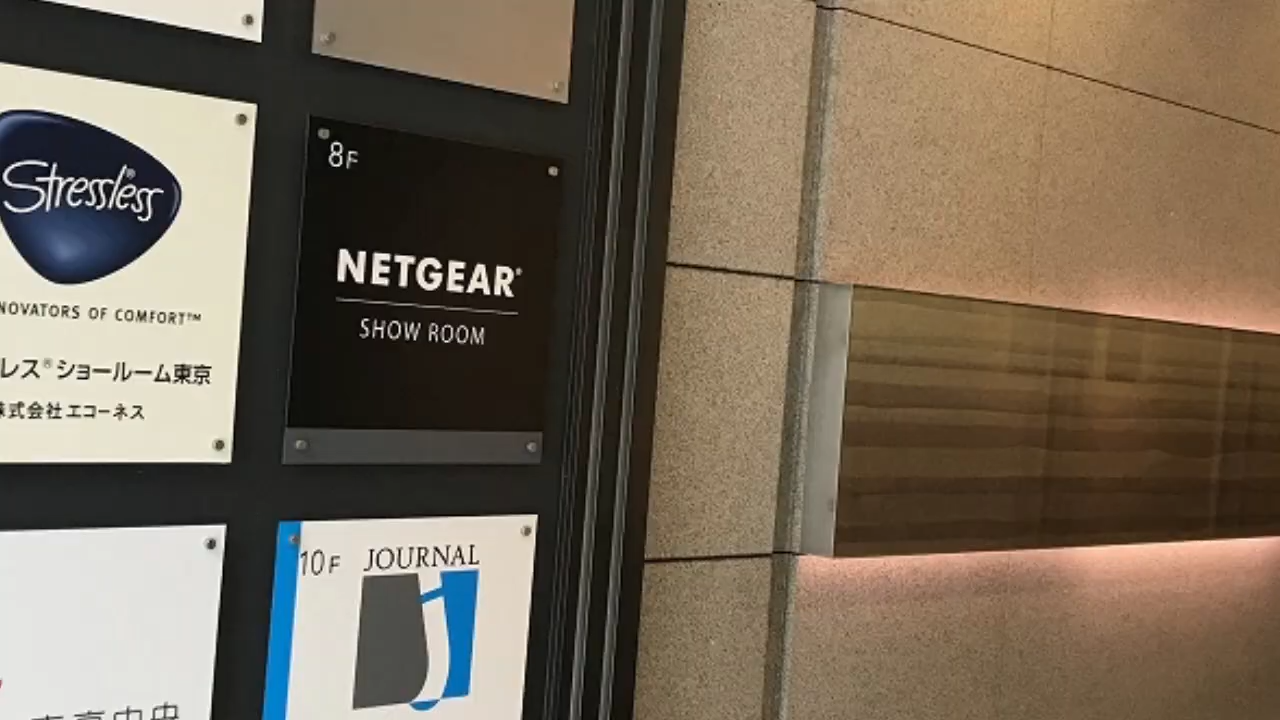 Stressless®
NOVATORS OF COMFORT™
レス®ショールーム東京
株式会社エコーネス
8F
NETGEAR®
SHOW ROOM
10F
JOURNAL